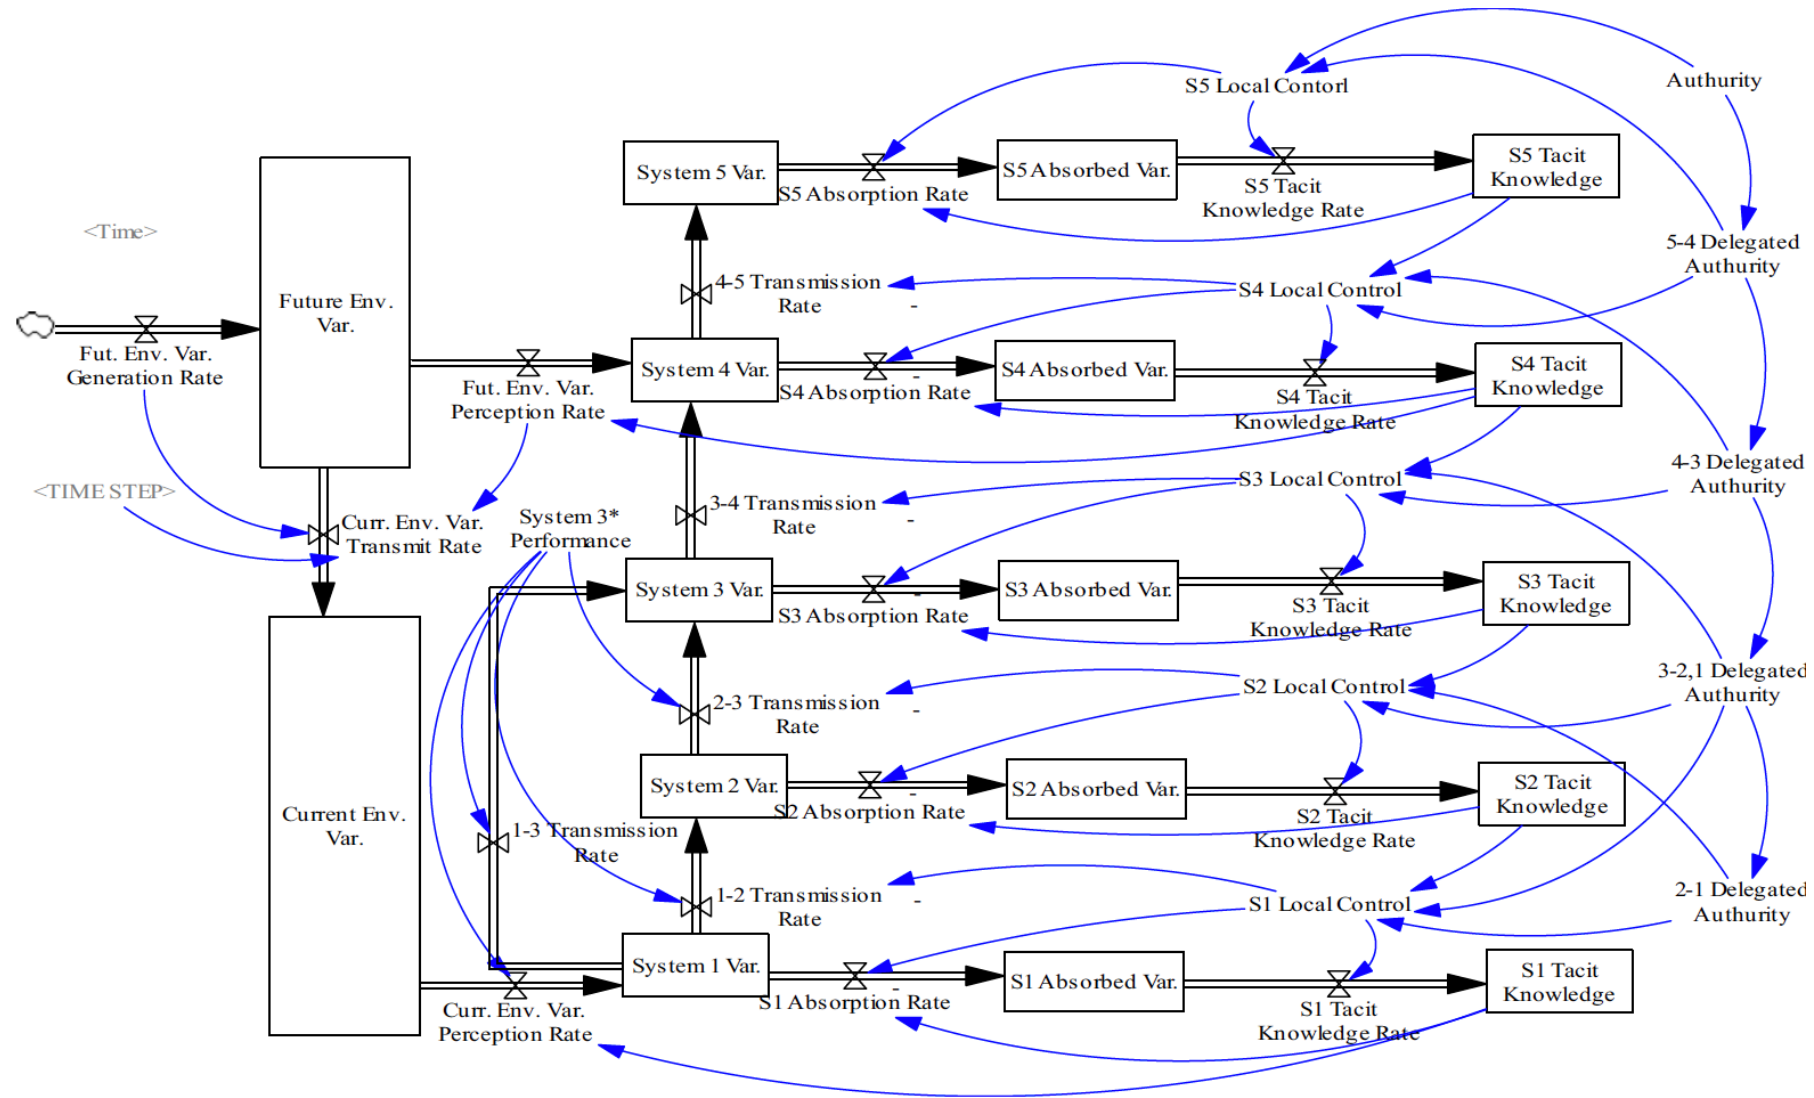 Authurity
S5 Local Contorl
System 5 Var.
S5 Absorption Rate
S5 Absorbed Var.
S5 Tacit
Knowledge Rate
S5 Tacit
Knowledge
<Time>
5-4 Delegated
Authurity
Future Env.
Var.
4-5 Transmission
Rate
-
S4 Local Control
Fut. Env. Var.
Generation Rate
Fut. Env. Var.
Perception Rate
System 4 Var.
-
S4 Absorption Rate
S4 Absorbed Var.
S4 Tacit
Knowledge Rate
S4 Tacit
Knowledge
4-3 Delegated
Authurity
<TIME STEP>
Curr. Env. Var.
Transmit Rate
System 3*
Performance
3-4 Transmission
Rate
-
S3 Local Control
System 3 Var.
-
S3 Absorption Rate
S3 Absorbed Var.
S3 Tacit
Knowledge Rate
S3 Tacit
Knowledge
3-2,1 Delegated
Authurity
2-3 Transmission
Rate
-
S2 Local Control
Current Env.
Var.
System 2 Var.
-
S2 Absorption Rate
S2 Absorbed Var.
S2 Tacit
Knowledge Rate
S2 Tacit
Knowledge
1-3 Transmission
Rate
2-1 Delegated
Authurity
1-2 Transmission
Rate
-
S1 Local Control
System 1 Var.
-
S1 Absorption Rate
S1 Absorbed Var.
S1 Tacit
Knowledge Rate
S1 Tacit
Knowledge
Curr. Env. Var.
Perception Rate